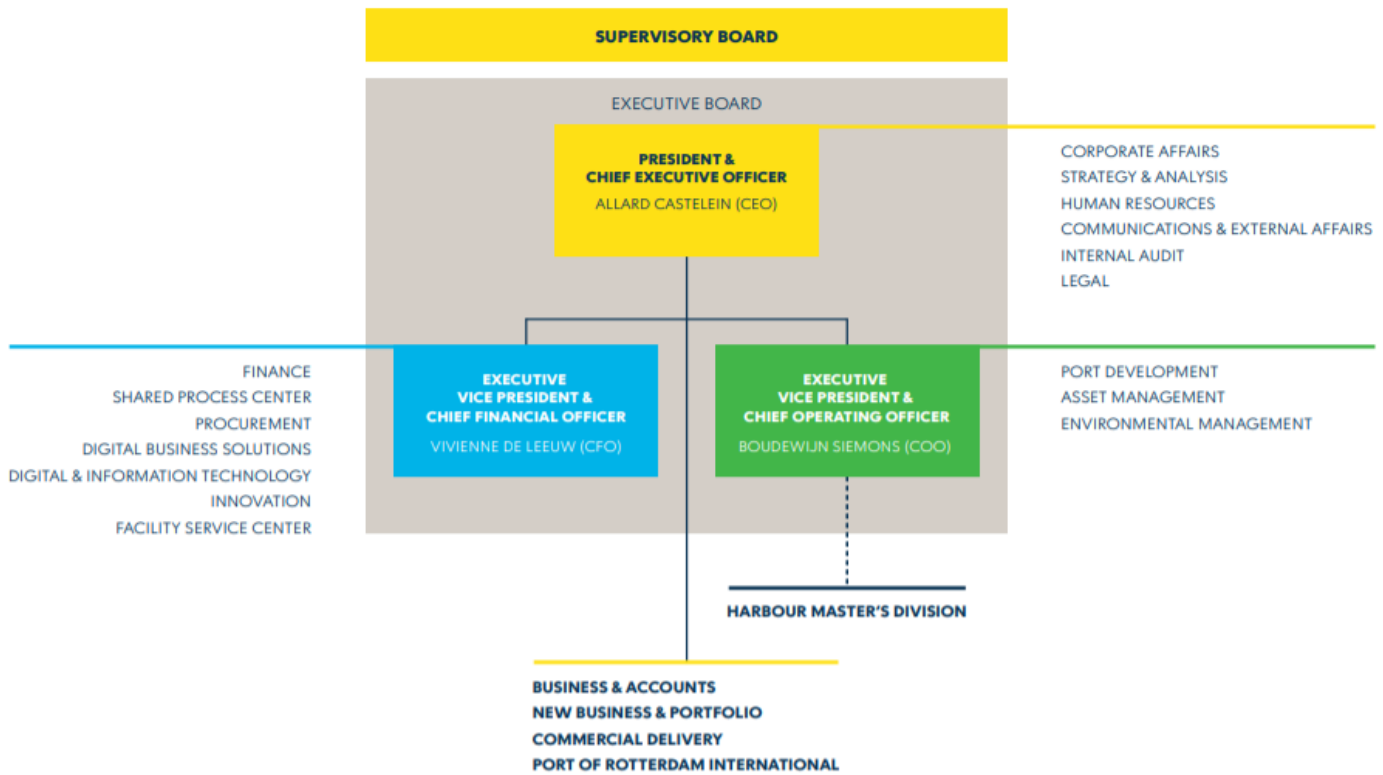 SUPERVISORY BOARD
EXECUTIVE BOARD
PRESIDENT &
CHIEF EXECUTIVE OFFICER
ALLARD CASTELEIN (CEO)
CORPORATE AFFAIRS
STRATEGY & ANALYSIS
HUMAN RESOURCES
COMMUNICATIONS & EXTERNAL AFFAIRS
INTERNAL AUDIT
LEGAL
FINANCE
SHARED PROCESS CENTER
PROCUREMENT
DIGITAL BUSINESS SOLUTIONS
DIGITAL & INFORMATION TECHNOLOGY
INNOVATION
FACILITY SERVICE CENTER
EXECUTIVE
VICE PRESIDENT &
CHIEF FINANCIAL OFFICER
VIVIENNE DE LEEUW (CFO)
EXECUTIVE
VICE PRESIDENT &
CHIEF OPERATING OFFICER
BOUDEWIJN SIEMONS (COO)
PORT DEVELOPMENT
ASSET MANAGEMENT
ENVIRONMENTAL MANAGEMENT
HARBOUR MASTER'S DIVISION
BUSINESS & ACCOUNTS
NEW BUSINESS & PORTFOLIO
COMMERCIAL DELIVERY
PORT OF ROTTERDAM INTERNATIONAL